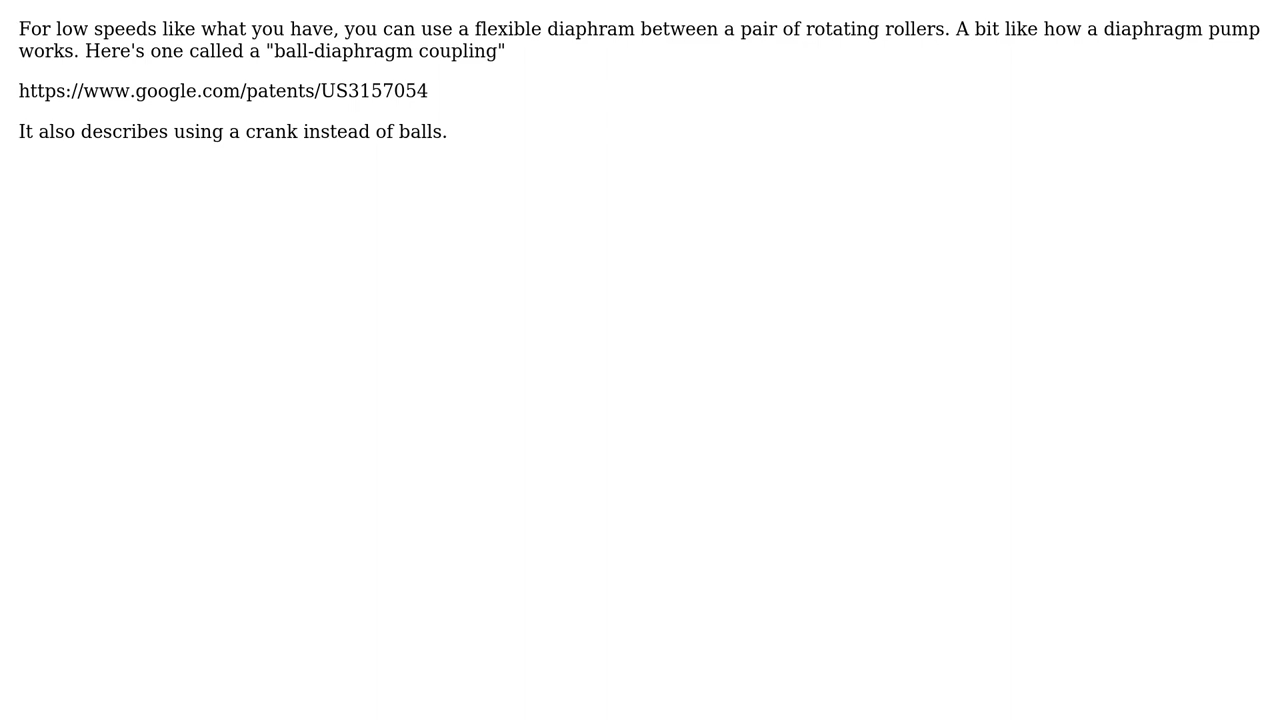 For low speeds like what you have, you can use a flexible diaphram between a pair of rotating rollers. A bit like how a diaphragm pump
works. Here's one called a "ball-diaphragm coupling"
https://www.google.com/patents/US3157054
It also describes using a crank instead of balls.